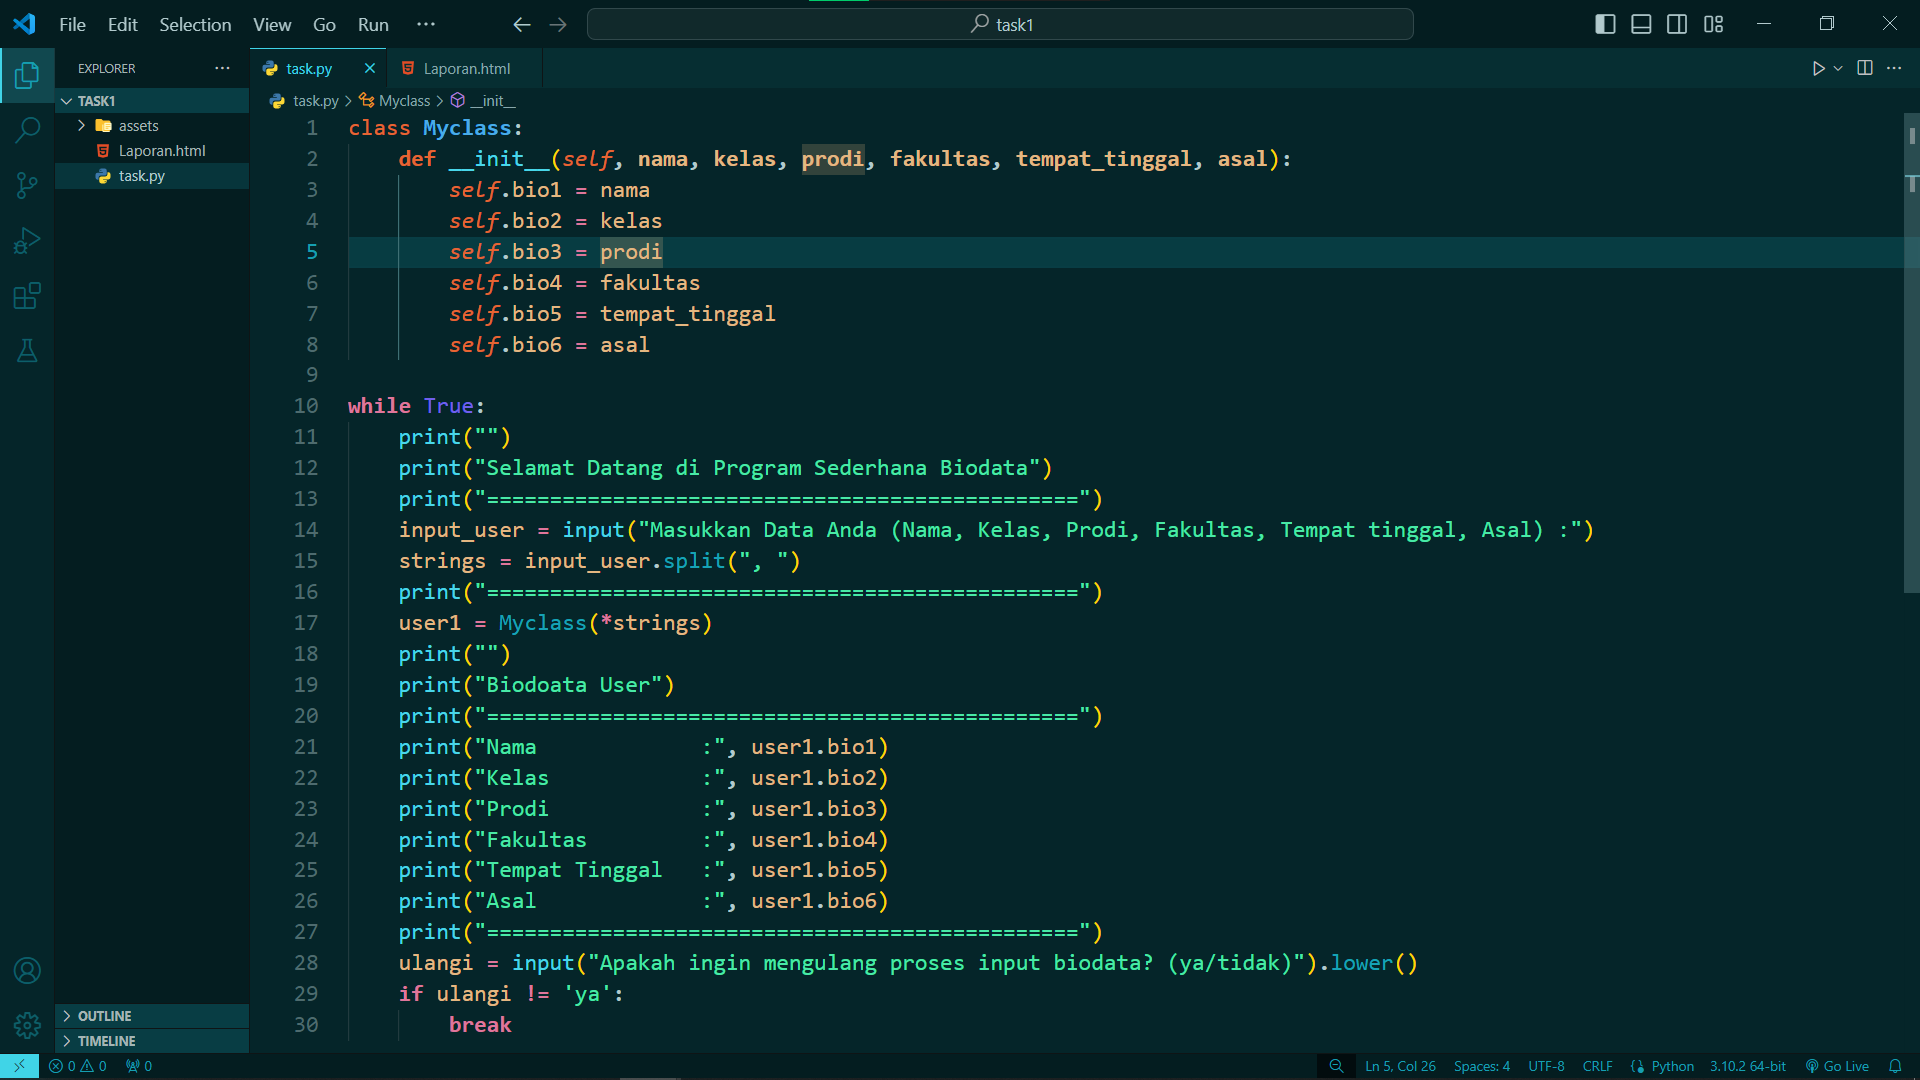 File Edit Selection View Go Run ··· task1
EXPLORER ···
TASK1
assets
Laporan.html
task.py
OUTLINE
TIMELINE
task.py Laporan.html
task.py > Myclass > __init__
1 class Myclass:
2     def __init__(self, nama, kelas, prodi, fakultas, tempat_tinggal, asal):
3         self.bio1 = nama
4         self.bio2 = kelas
5         self.bio3 = prodi
6         self.bio4 = fakultas
7         self.bio5 = tempat_tinggal
8         self.bio6 = asal
9
10 while True:
11     print("")
12     print("Selamat Datang di Program Sederhana Biodata")
13     print("===============================================")
14     input_user = input("Masukkan Data Anda (Nama, Kelas, Prodi, Fakultas, Tempat tinggal, Asal) :")
15     strings = input_user.split(", ")
16     print("===============================================")
17     user1 = Myclass(*strings)
18     print("")
19     print("Biodoata User")
20     print("===============================================")
21     print("Nama             :", user1.bio1)
22     print("Kelas            :", user1.bio2)
23     print("Prodi            :", user1.bio3)
24     print("Fakultas         :", user1.bio4)
25     print("Tempat Tinggal   :", user1.bio5)
26     print("Asal             :", user1.bio6)
27     print("===============================================")
28     ulangi = input("Apakah ingin mengulang proses input biodata? (ya/tidak)").lower()
29     if ulangi != 'ya':
30         break
0 0 0 Ln 5, Col 26 Spaces: 4 UTF-8 CRLF Python 3.10.2 64-bit Go Live